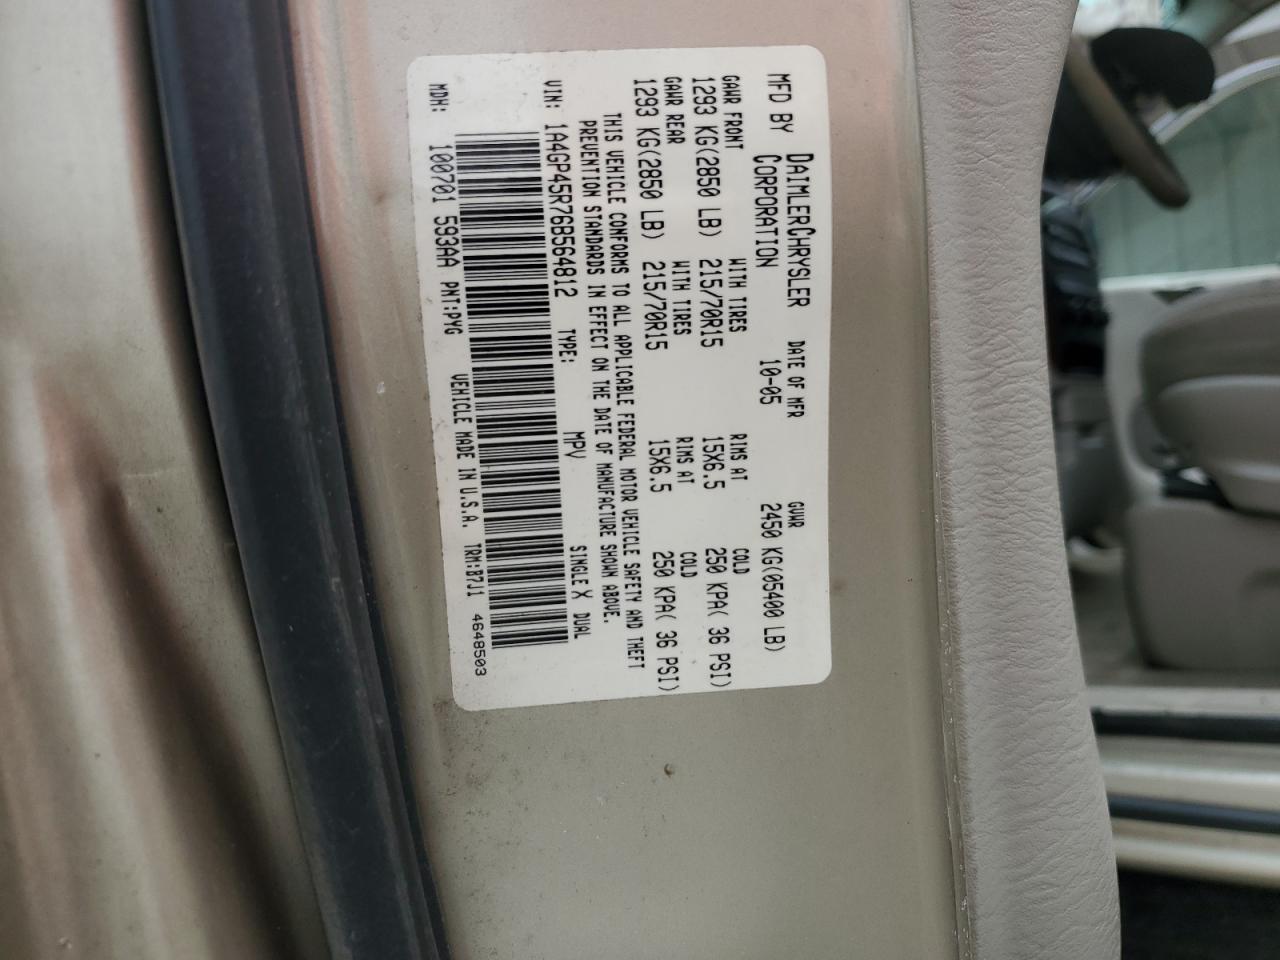 MFD BY DAIMLERCHRYSLER CORPORATION DATE OF MFR 10-05 GVWR 2450 KG(05400 LB)
GAWR FRONT WITH TIRES RIMS AT COLD
1293 KG(2850 LB) 215/70R15 15X6.5 250 KPA( 36 PSI)
GAWR REAR WITH TIRES RIMS AT COLD
1293 KG(2850 LB) 215/70R15 15X6.5 250 KPA( 36 PSI)
THIS VEHICLE CONFORMS TO ALL APPLICABLE FEDERAL MOTOR VEHICLE SAFETY AND THEFT
PREVENTION STANDARDS IN EFFECT ON THE DATE OF MANUFACTURE SHOWN ABOVE.
VIN: 1A4GP45R76B564812 TYPE: MPV SINGLE X DUAL
MDH: 100701 593AA PNT:PYG VEHICLE MADE IN U.S.A. TRM:B7J1 4648503